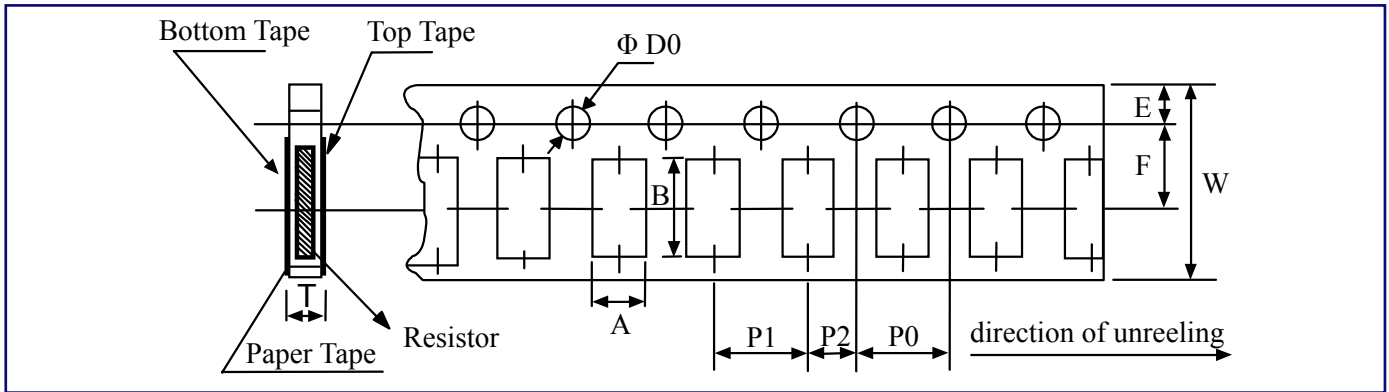 Bottom Tape
Top Tape
Φ D0
E
F
W
B
T
A
Resistor
Paper Tape
P1
P2
P0
direction of unreeling